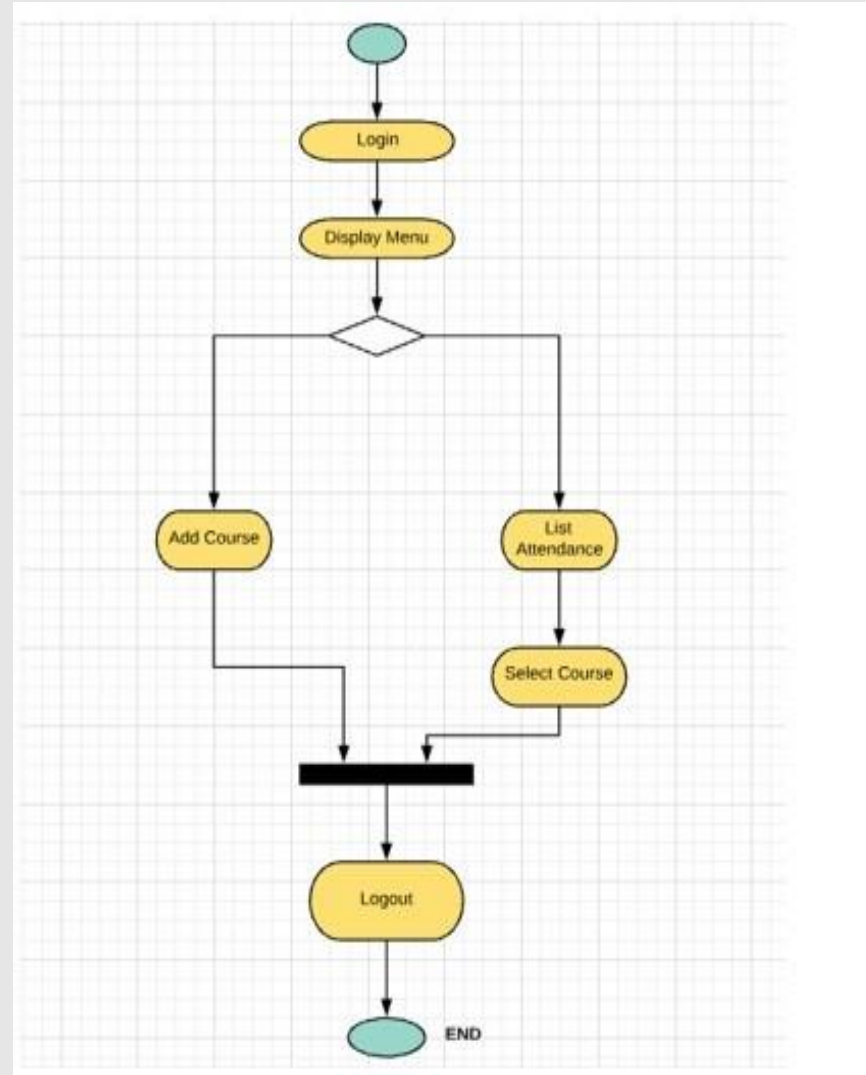 Login
Display Menu
Add Course
List
Attendance
Select Course
Logout
END